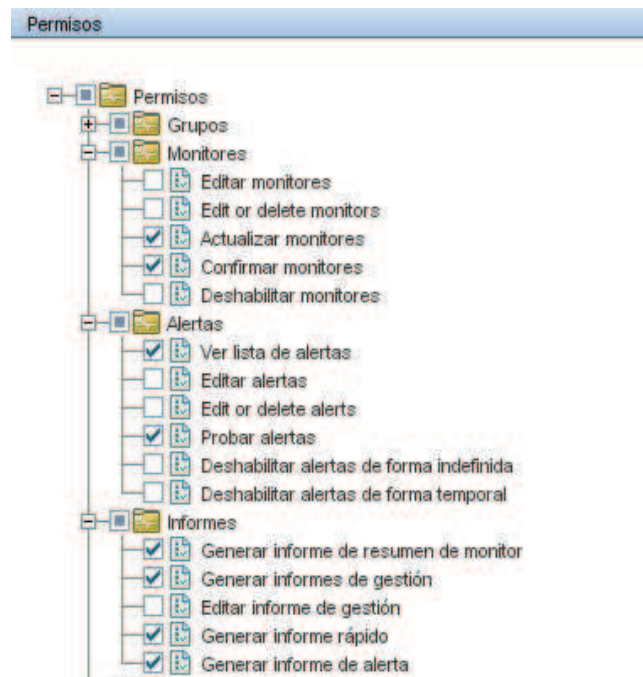 Permisos
Permisos
Grupos
Monitores
Editar monitores
Edit or delete monitors
Actualizar monitores
Confirmar monitores
Deshabilitar monitores
Alertas
Ver lista de alertas
Editar alertas
Edit or delete alerts
Probar alertas
Deshabilitar alertas de forma indefinida
Deshabilitar alertas de forma temporal
Informes
Generar informe de resumen de monitor
Generar informes de gestión
Editar informe de gestión
Generar informe rápido
Generar informe de alerta